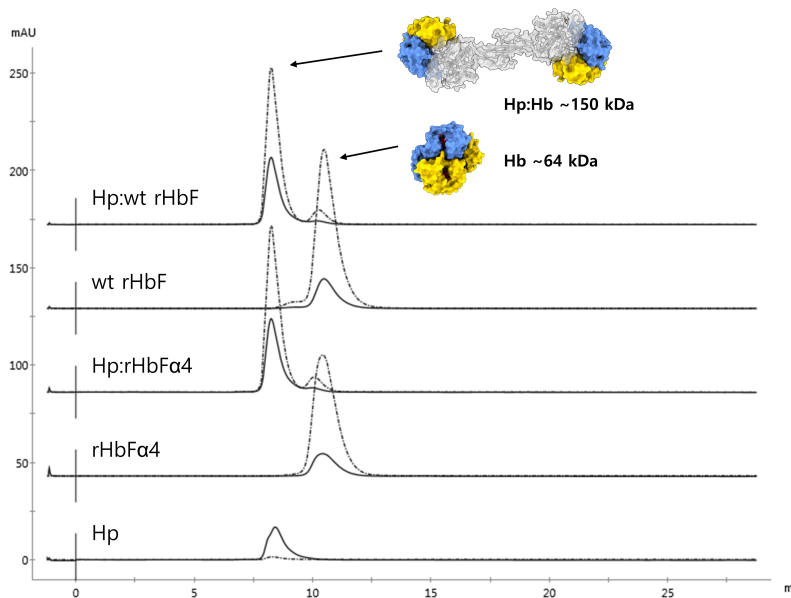 mAU
250
200
150
100
50
0
Hp:Hb ~150 kDa
Hb ~64 kDa
Hp:wt rHbF
wt rHbF
Hp:rHbFα4
rHbFα4
Hp
0 5 10 15 20 25
m